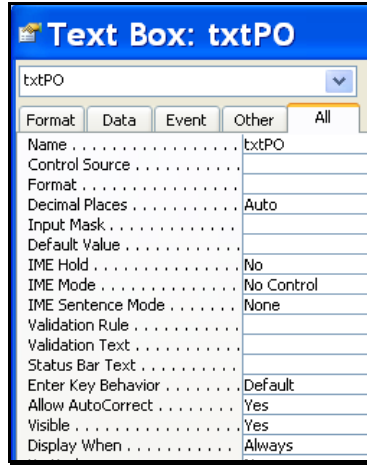 Text Box: txtPO
txtPO
Format Data Event Other All
Name . . . . . . . . . . . . . . . . . txtPO
Control Source . . . . . . . . . . .
Format . . . . . . . . . . . . . . . .
Decimal Places . . . . . . . . . . . Auto
Input Mask . . . . . . . . . . . . .
Default Value . . . . . . . . . . . .
IME Hold . . . . . . . . . . . . . . No
IME Mode . . . . . . . . . . . . . . No Control
IME Sentence Mode . . . . . . . None
Validation Rule . . . . . . . . . . .
Validation Text . . . . . . . . . . .
Status Bar Text . . . . . . . . . .
Enter Key Behavior . . . . . . . . Default
Allow AutoCorrect . . . . . . . . Yes
Visible . . . . . . . . . . . . . . . . Yes
Display When . . . . . . . . . . . Always